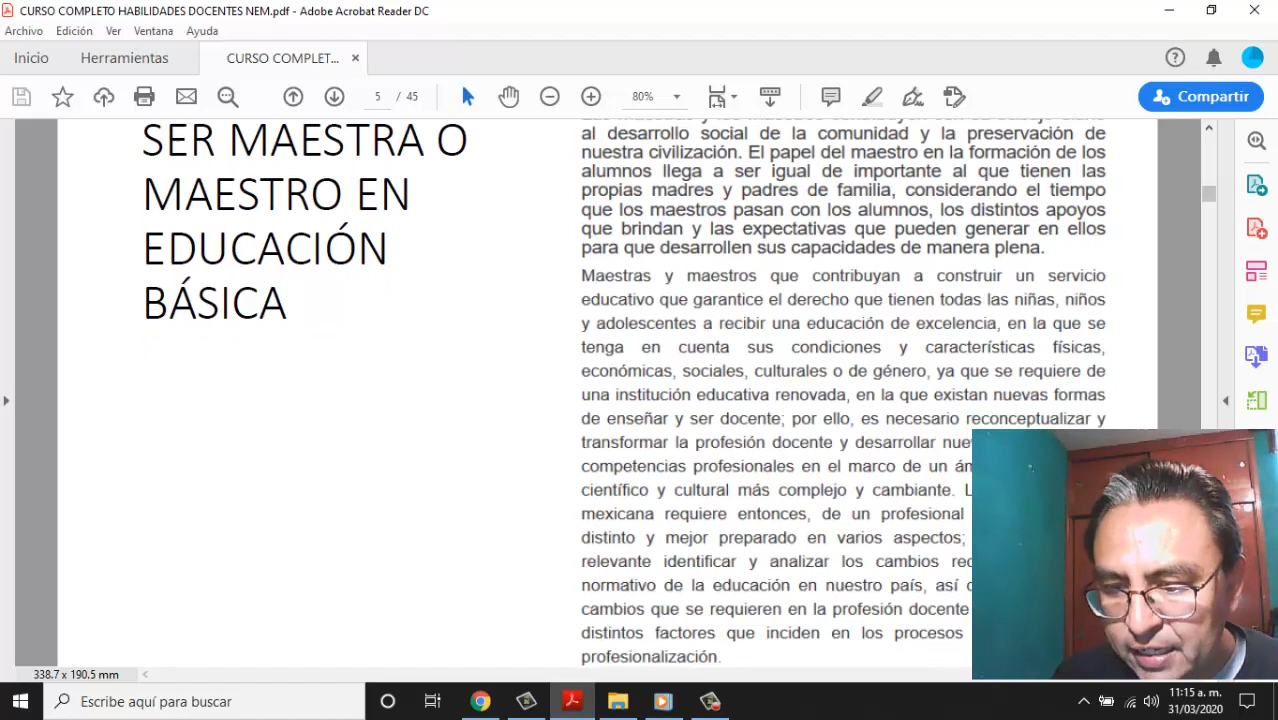 CURSO COMPLETO HABILIDADES DOCENTES NEM.pdf - Adobe Acrobat Reader DC
Archivo Edición Ver Ventana Ayuda
Inicio Herramientas CURSO COMPLET... ×
5 / 45 80% Compartir
SER MAESTRA O
MAESTRO EN
EDUCACIÓN
BÁSICA
al desarrollo social de la comunidad y la preservación de
nuestra civilización. El papel del maestro en la formación de los
alumnos llega a ser igual de importante al que tienen las
propias madres y padres de familia, considerando el tiempo
que los maestros pasan con los alumnos, los distintos apoyos
que brindan y las expectativas que pueden generar en ellos
para que desarrollen sus capacidades de manera plena.
Maestras y maestros que contribuyan a construir un servicio
educativo que garantice el derecho que tienen todas las niñas, niños
y adolescentes a recibir una educación de excelencia, en la que se
tenga en cuenta sus condiciones y características físicas,
económicas, sociales, culturales o de género, ya que se requiere de
una institución educativa renovada, en la que existan nuevas formas
de enseñar y ser docente; por ello, es necesario reconceptualizar y
transformar la profesión docente y desarrollar
competencias profesionales en el marco de un
científico y cultural más complejo y cambiante.
mexicana requiere entonces, de un profesional
distinto y mejor preparado en varios aspectos;
relevante identificar y analizar los cambios
normativo de la educación en nuestro país, así
cambios que se requieren en la profesión docente
distintos factores que inciden en los procesos
profesionalización.
338.7 x 190.5 mm
Escribe aquí para buscar
11:15 a. m.
31/03/2020